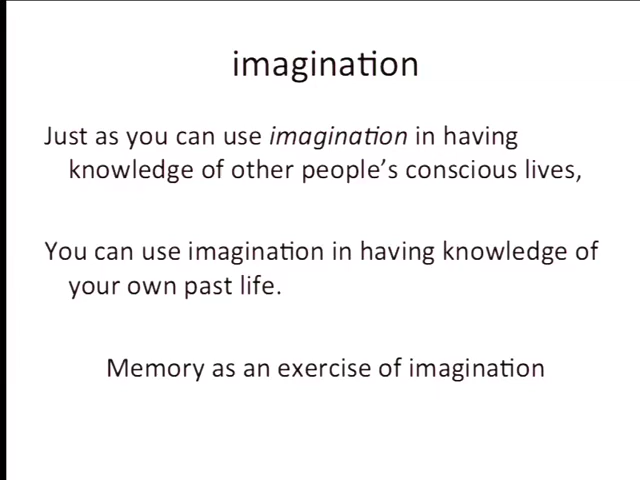 imagination
Just as you can use imagination in having
knowledge of other people’s conscious lives,
You can use imagination in having knowledge of
your own past life.
Memory as an exercise of imagination